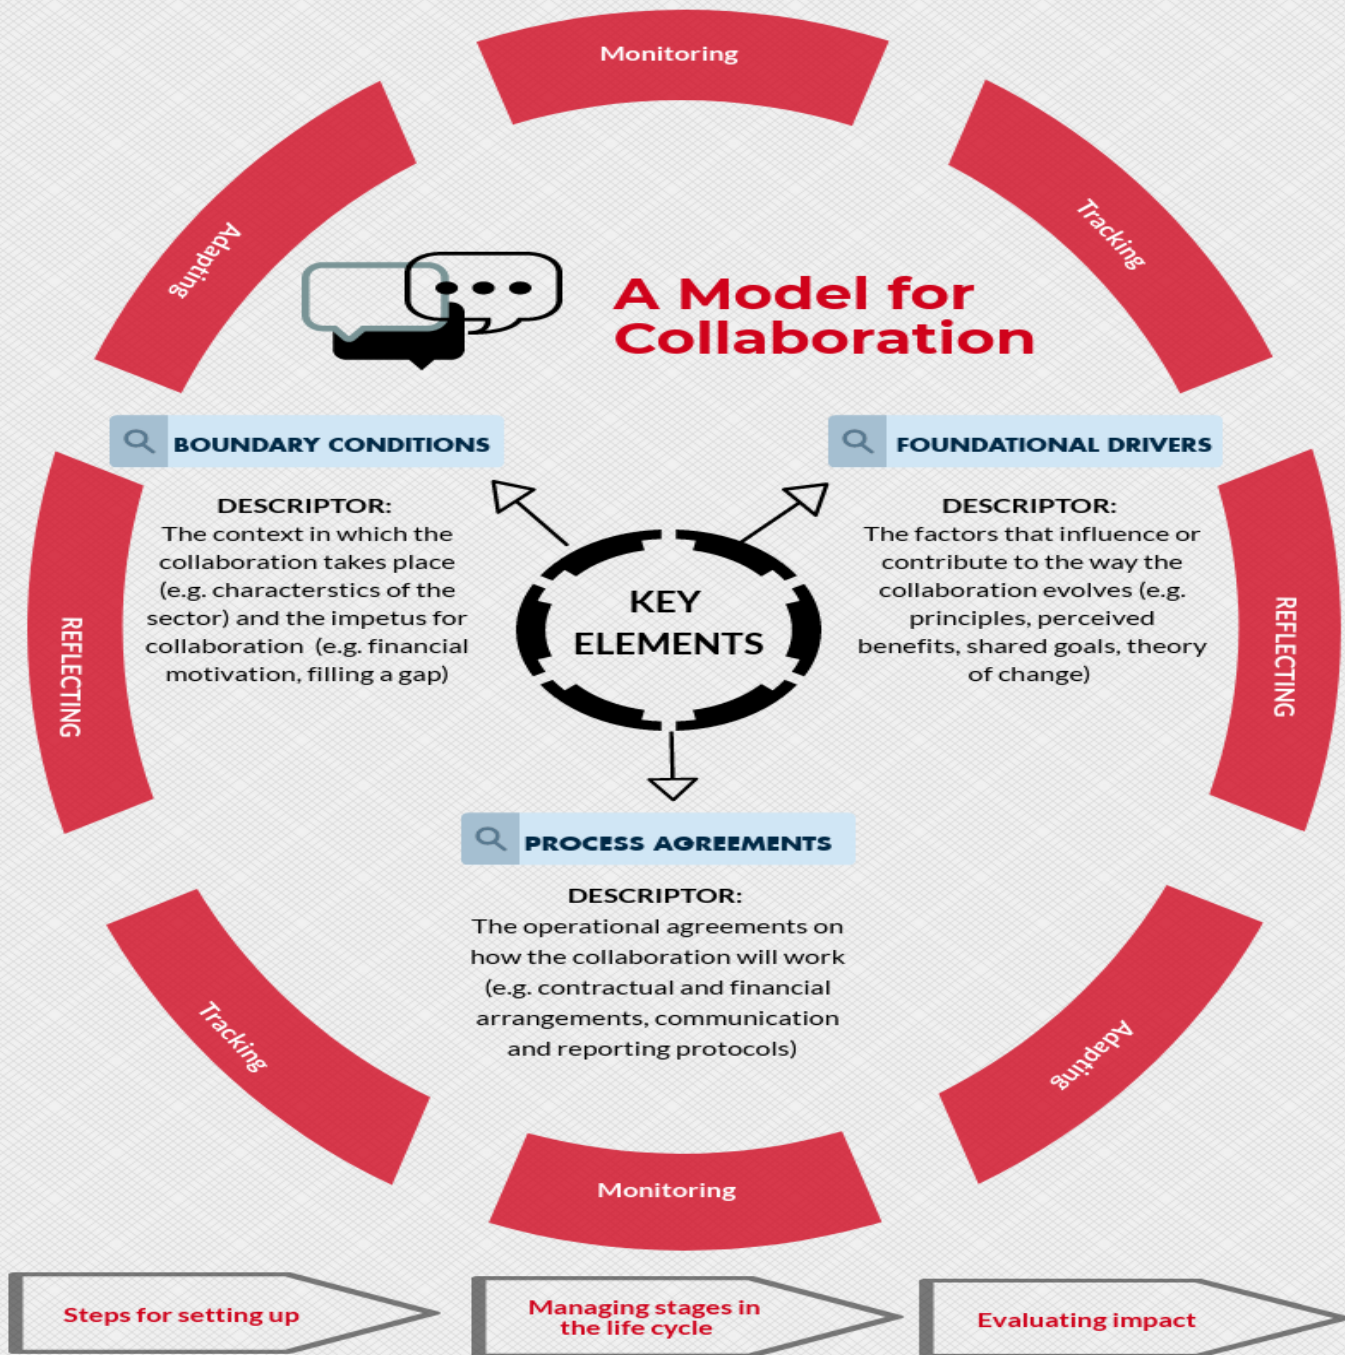 Monitoring
Tracking
Adapting
A Model for
Collaboration
BOUNDARY CONDITIONS
DESCRIPTOR:
The context in which the
collaboration takes place
(e.g. characterstics of the
sector) and the impetus for
collaboration (e.g. financial
motivation, filling a gap)
FOUNDATIONAL DRIVERS
DESCRIPTOR:
The factors that influence or
contribute to the way the
collaboration evolves (e.g.
principles, perceived
benefits, shared goals, theory
of change)
KEY
ELEMENTS
REFLECTING
REFLECTING
PROCESS AGREEMENTS
DESCRIPTOR:
The operational agreements on
how the collaboration will work
(e.g. contractual and financial
arrangements, communication
and reporting protocols)
Tracking
Adapting
Monitoring
Steps for setting up
Managing stages in
the life cycle
Evaluating impact